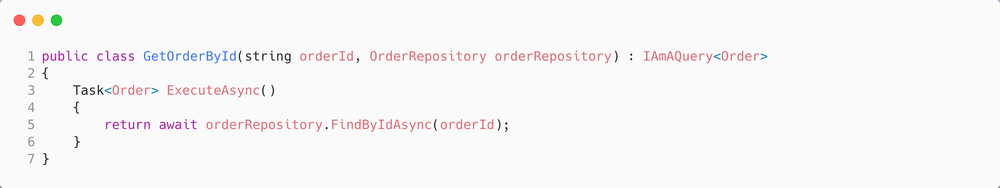 1 public class GetOrderById(string orderId, OrderRepository orderRepository) : IAmAQuery<Order>
2 {
3     Task<Order> ExecuteAsync()
4     {
5         return await orderRepository.FindByIdAsync(orderId);
6     }
7 }